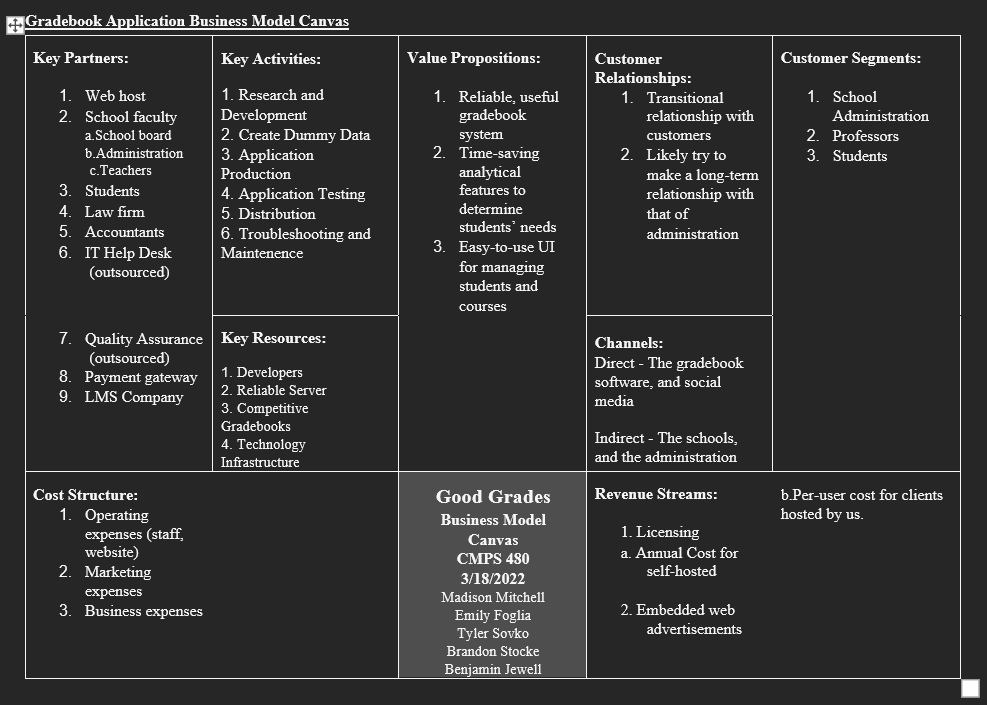 Gradebook Application Business Model Canvas
Key Partners:
1. Web host
2. School faculty
a.School board
b.Administration
c.Teachers
3. Students
4. Law firm
5. Accountants
6. IT Help Desk
(outsourced)
7. Quality Assurance
(outsourced)
8. Payment gateway
9. LMS Company
Key Activities:
1. Research and
Development
2. Create Dummy Data
3. Application
Production
4. Application Testing
5. Distribution
6. Troubleshooting and
Maintenence
Key Resources:
1. Developers
2. Reliable Server
3. Competitive
Gradebooks
4. Technology
Infrastructure
Value Propositions:
1. Reliable, useful
gradebook
system
2. Time-saving
analytical
features to
determine
students’ needs
3. Easy-to-use UI
for managing
students and
courses
Customer
Relationships:
1. Transitional
relationship with
customers
2. Likely try to
make a long-term
relationship with
that of
administration
Channels:
Direct - The gradebook
software, and social
media
Indirect - The schools,
and the administration
Customer Segments:
1. School
Administration
2. Professors
3. Students
Cost Structure:
1. Operating
expenses (staff,
website)
2. Marketing
expenses
3. Business expenses
Good Grades
Business Model
Canvas
CMPS 480
3/18/2022
Madison Mitchell
Emily Foglia
Tyler Sovko
Brandon Stocke
Benjamin Jewell
Revenue Streams:
1. Licensing
a. Annual Cost for
self-hosted
2. Embedded web
advertisements
b.Per-user cost for clients
hosted by us.